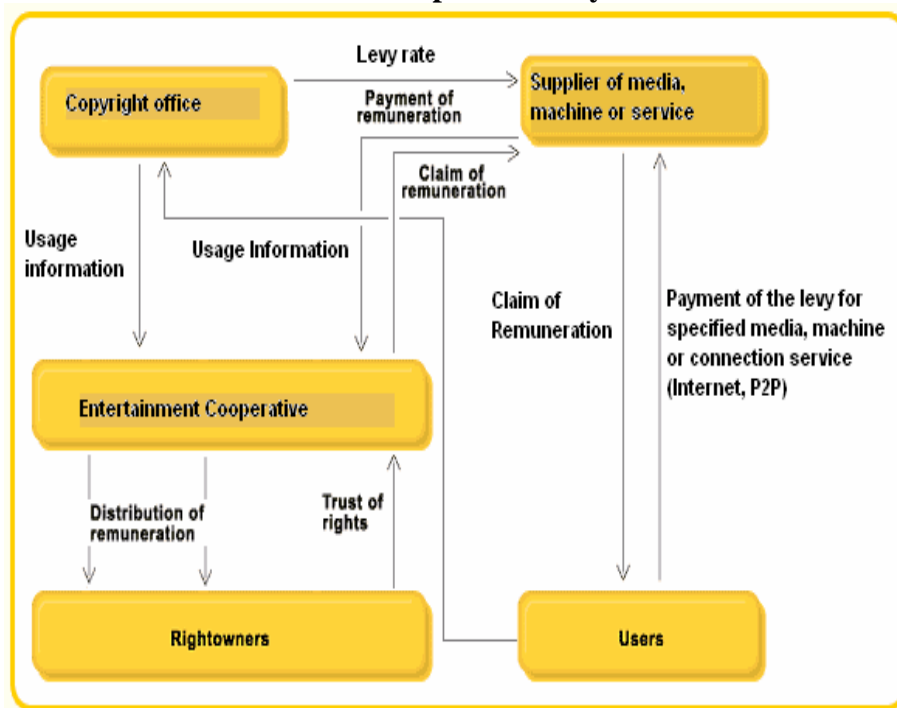 Levy rate
Copyright office
Supplier of media,
machine or service
Payment of
remuneration
Claim of
remuneration
Usage
information
Usage Information
Claim of
Remuneration
Payment of the levy for
specified media, machine
or connection service
(Internet, P2P)
Entertainment Cooperative
Distribution of
remuneration
Trust of
rights
Rightowners
Users